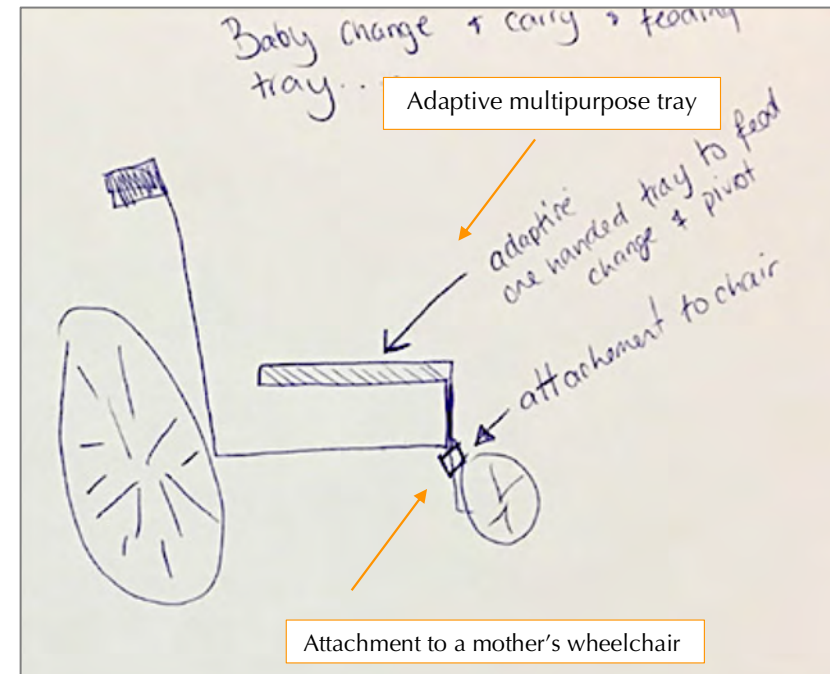 Baby change & carry & feeding
tray...
Adaptive multipurpose tray
adaptive
one handed tray to feed
change & pivot
attachement to chair
Attachment to a mother's wheelchair